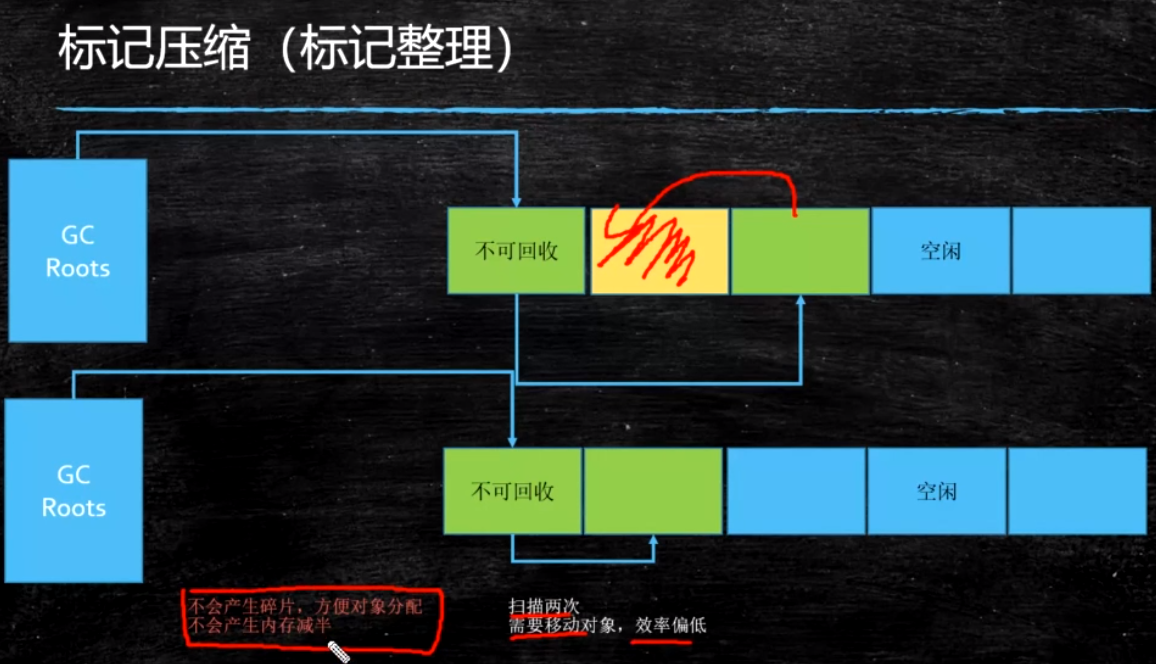 标记压缩（标记整理）
GC
Roots
不可回收
空闲
GC
Roots
不可回收
空闲
不会产生碎片，方便对象分配
不会产生内存减半
扫描两次
需要移动对象，效率偏低